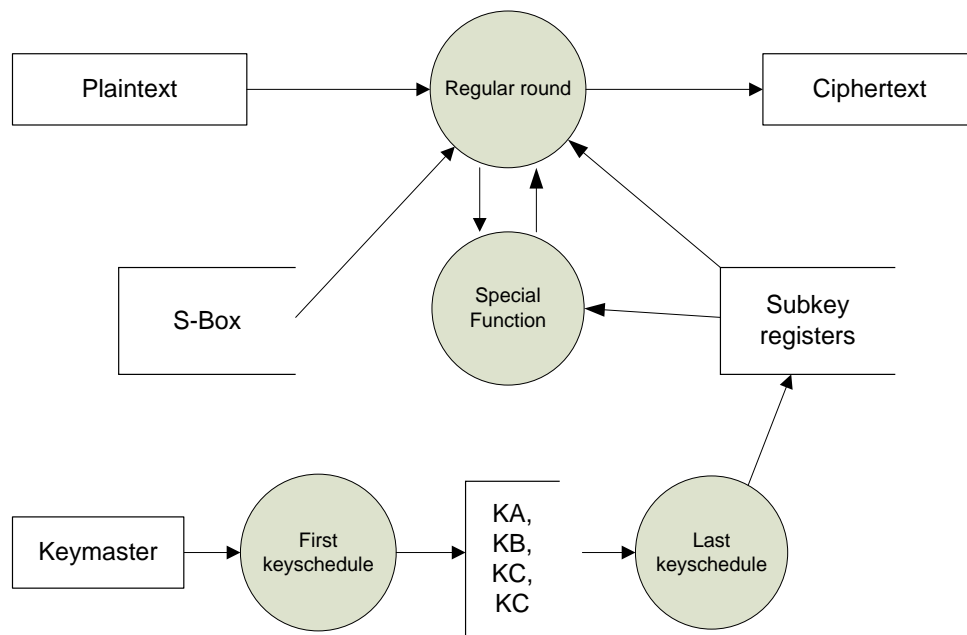 Plaintext
Regular round
Ciphertext
S-Box
Special
Function
Subkey
registers
Keymaster
First
keyschedule
KA,
KB,
KC,
KC
Last
keyschedule